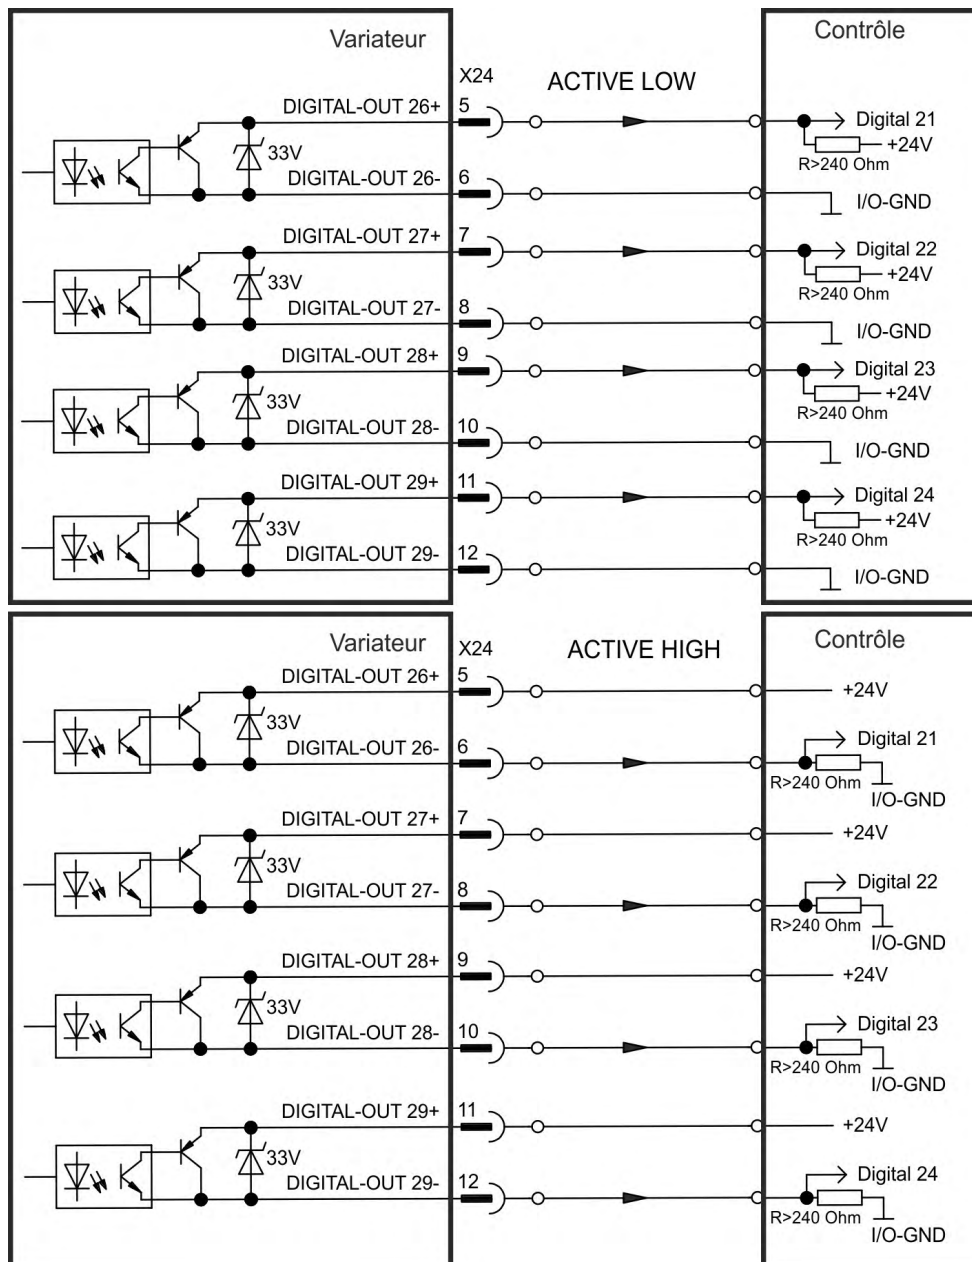 Variateur
Contrôle
X24
ACTIVE LOW
DIGITAL-OUT 26+
5
Digital 21
33V
+24V
R>240 Ohm
DIGITAL-OUT 26-
6
I/O-GND
DIGITAL-OUT 27+
7
Digital 22
33V
+24V
R>240 Ohm
DIGITAL-OUT 27-
8
I/O-GND
DIGITAL-OUT 28+
9
Digital 23
33V
+24V
R>240 Ohm
DIGITAL-OUT 28-
10
I/O-GND
DIGITAL-OUT 29+
11
Digital 24
33V
+24V
R>240 Ohm
DIGITAL-OUT 29-
12
I/O-GND
Variateur
Contrôle
X24
ACTIVE HIGH
DIGITAL-OUT 26+
5
+24V
33V
DIGITAL-OUT 26-
6
Digital 21
R>240 Ohm
I/O-GND
DIGITAL-OUT 27+
7
+24V
33V
DIGITAL-OUT 27-
8
Digital 22
R>240 Ohm
I/O-GND
DIGITAL-OUT 28+
9
+24V
33V
DIGITAL-OUT 28-
10
Digital 23
R>240 Ohm
I/O-GND
DIGITAL-OUT 29+
11
+24V
33V
DIGITAL-OUT 29-
12
Digital 24
R>240 Ohm
I/O-GND